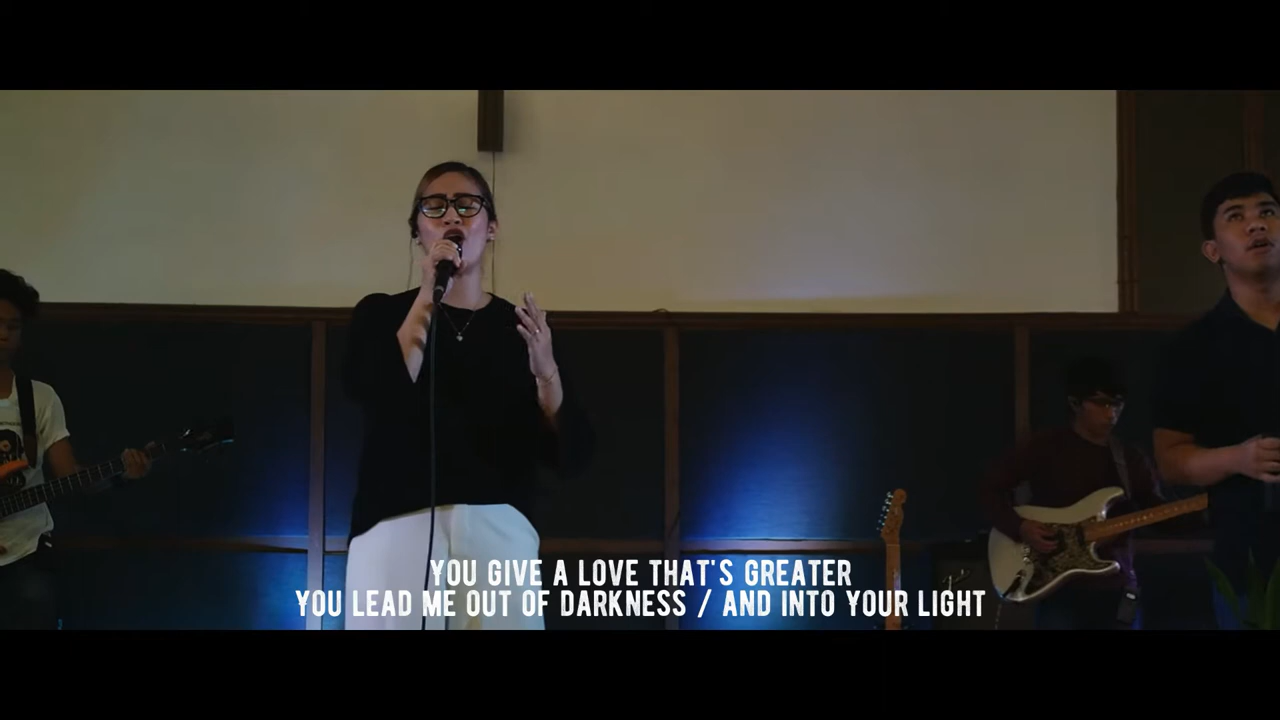 YOU GIVE A LOVE THAT'S GREATER
YOU LEAD ME OUT OF DARKNESS / AND INTO YOUR LIGHT